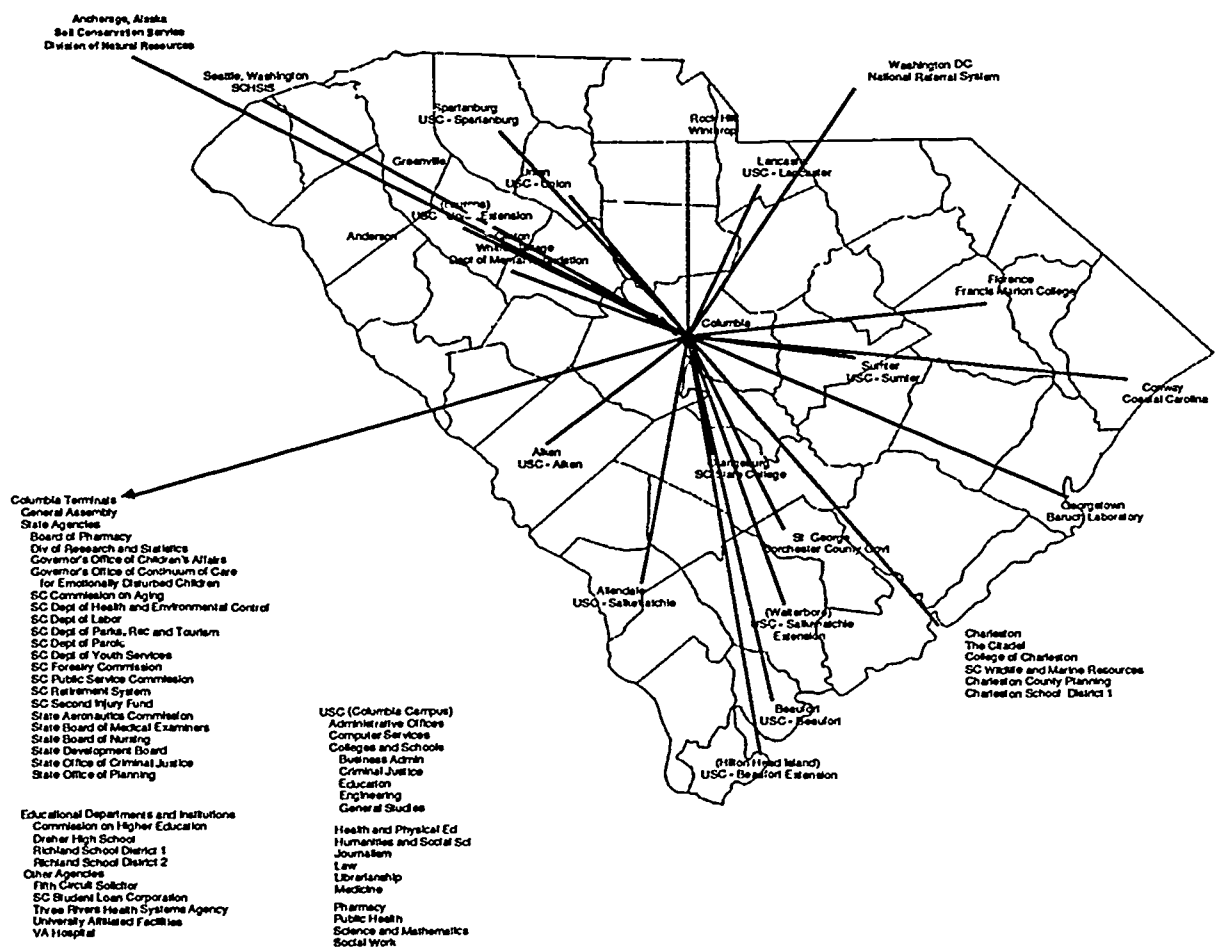 Anchorage, Alaska
Soil Conservation Service
Division of Natural Resources
Seattle, Washington
SCHSIS
Washington DC
National Referral System
Spartanburg
USC - Spartanburg
Rock Hill
Winthrop
Greenville
Union
USC - Union
Lancaster
USC - Lancaster
(Laurens)
USC - Extension
Anderson
Clinton
Dept of Mental Retardation
Florence
Francis Marion College
Columbia
Sumter
USC - Sumter
Conway
Coastal Carolina
Aiken
USC - Aiken
Orangeburg
SC State College
Georgetown
Baruch Laboratory
St. George
Dorchester County Govt
Allendale
USC - Salkehatchie
(Walterboro)
USC - Salkehatchie
Extension
Charleston
The Citadel
College of Charleston
SC Wildlife and Marine Resources
Charleston County Planning
Charleston School District 1
Beaufort
USC - Beaufort
(Hilton Head Island)
USC - Beaufort Extension
Columbia Terminals
General Assembly
State Agencies
Board of Pharmacy
Div of Research and Statistics
Governor's Office of Children's Affairs
Governor's Office of Continuum of Care
for Emotionally Disturbed Children
SC Commission on Aging
SC Dept of Health and Environmental Control
SC Dept of Labor
SC Dept of Parks, Rec and Tourism
SC Dept of Parole
SC Dept of Youth Services
SC Forestry Commission
SC Public Service Commission
SC Retirement System
SC Second Injury Fund
State Aeronautics Commission
State Board of Medical Examiners
State Board of Nursing
State Development Board
State Office of Criminal Justice
State Office of Planning
Educational Departments and Institutions
Commission on Higher Education
Dreher High School
Richland School District 1
Richland School District 2
Other Agencies
Fifth Circuit Solicitor
SC Student Loan Corporation
Three Rivers Health Systems Agency
University Affiliated Facilities
VA Hospital
USC (Columbia Campus)
Administrative Offices
Computer Services
Colleges and Schools
Business Admin
Criminal Justice
Education
Engineering
General Studies
Health and Physical Ed
Humanities and Social Sci
Journalism
Law
Librarianship
Medicine
Pharmacy
Public Health
Science and Mathematics
Social Work